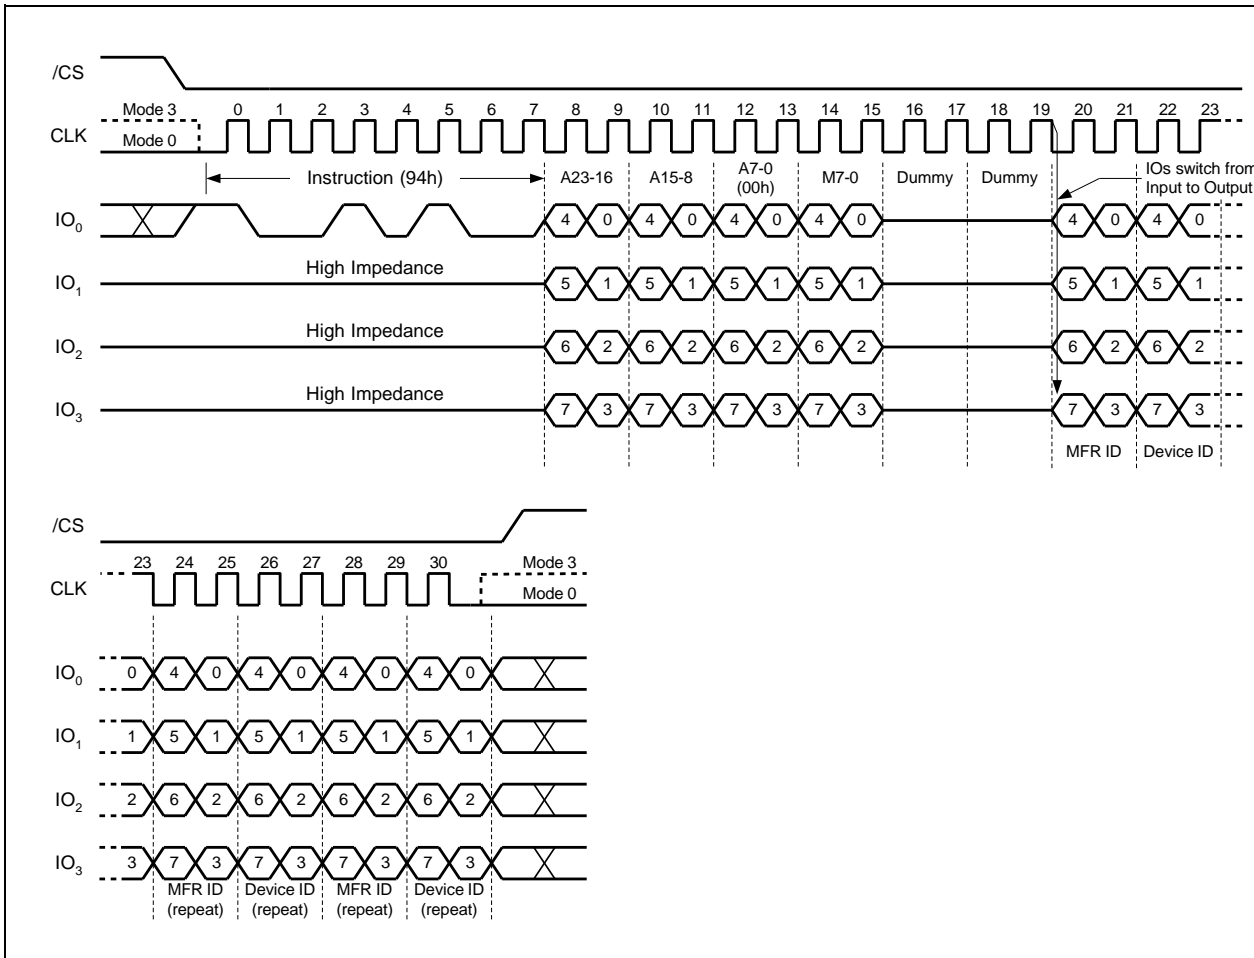 /CS
Mode 3 0 1 2 3 4 5 6 7 8 9 10 11 12 13 14 15 16 17 18 19 20 21 22 23
CLK
Mode 0
Instruction (94h) A23-16 A15-8 A7-0 (00h) M7-0 Dummy Dummy IOs switch from Input to Output
IO0 4 0 4 0 4 0 4 0 4 0 4 0
High Impedance
IO1 5 1 5 1 5 1 5 1 5 1 5 1
High Impedance
IO2 6 2 6 2 6 2 6 2 6 2 6 2
High Impedance
IO3 7 3 7 3 7 3 7 3 7 3 7 3
MFR ID Device ID
/CS
23 24 25 26 27 28 29 30 Mode 3
CLK
Mode 0
IO0 0 4 0 4 0 4 0 4 0
IO1 1 5 1 5 1 5 1 5 1
IO2 2 6 2 6 2 6 2 6 2
IO3 3 7 3 7 3 7 3 7 3
MFR ID Device ID MFR ID Device ID
(repeat) (repeat) (repeat) (repeat)